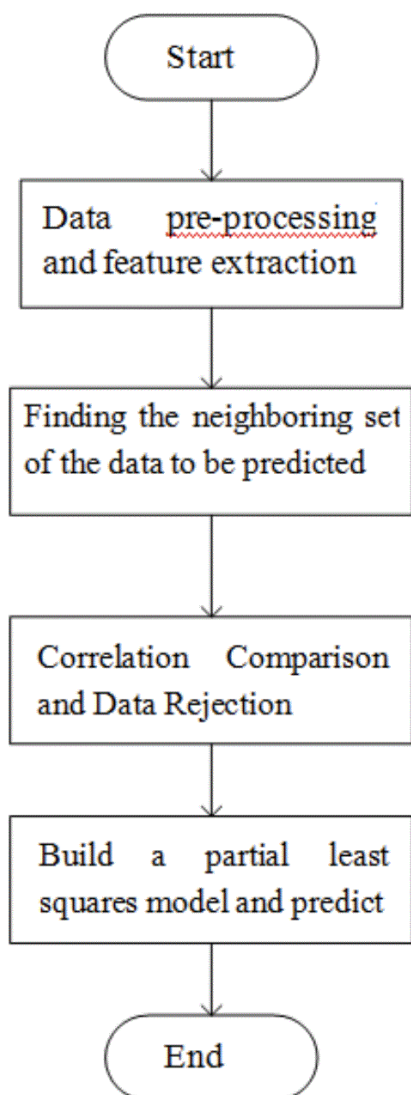 Start
Data pre-processing
and feature extraction
Finding the neighboring set
of the data to be predicted
Correlation Comparison
and Data Rejection
Build a partial least
squares model and predict
End